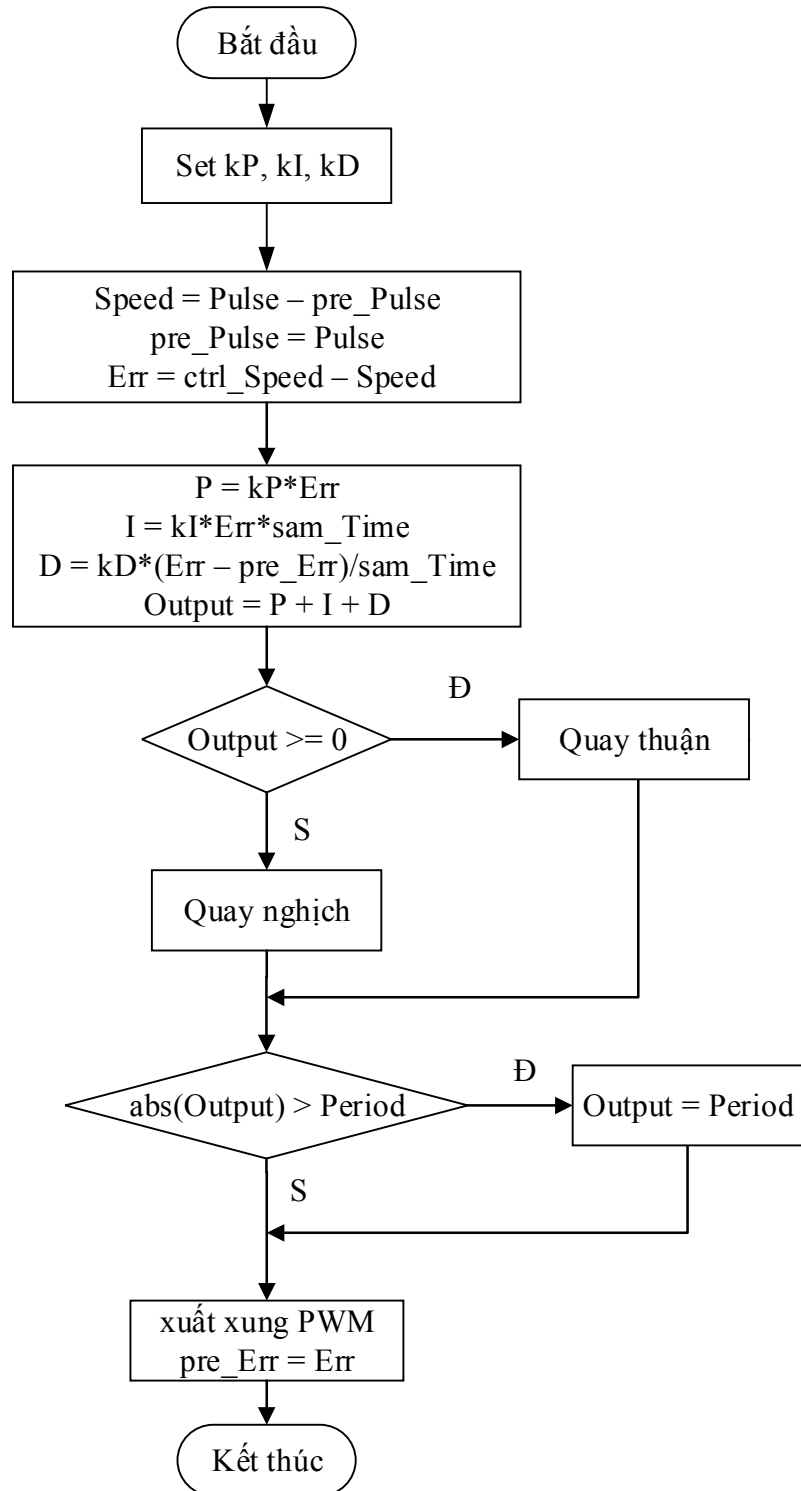 Bắt đầu
Set kP, kI, kD
Speed = Pulse – pre_Pulse
pre_Pulse = Pulse
Err = ctrl_Speed – Speed
P = kP*Err
I = kI*Err*sam_Time
D = kD*(Err – pre_Err)/sam_Time
Output = P + I + D
Output >= 0
Đ
Quay thuận
S
Quay nghịch
abs(Output) > Period
Đ
Output = Period
S
xuất xung PWM
pre_Err = Err
Kết thúc